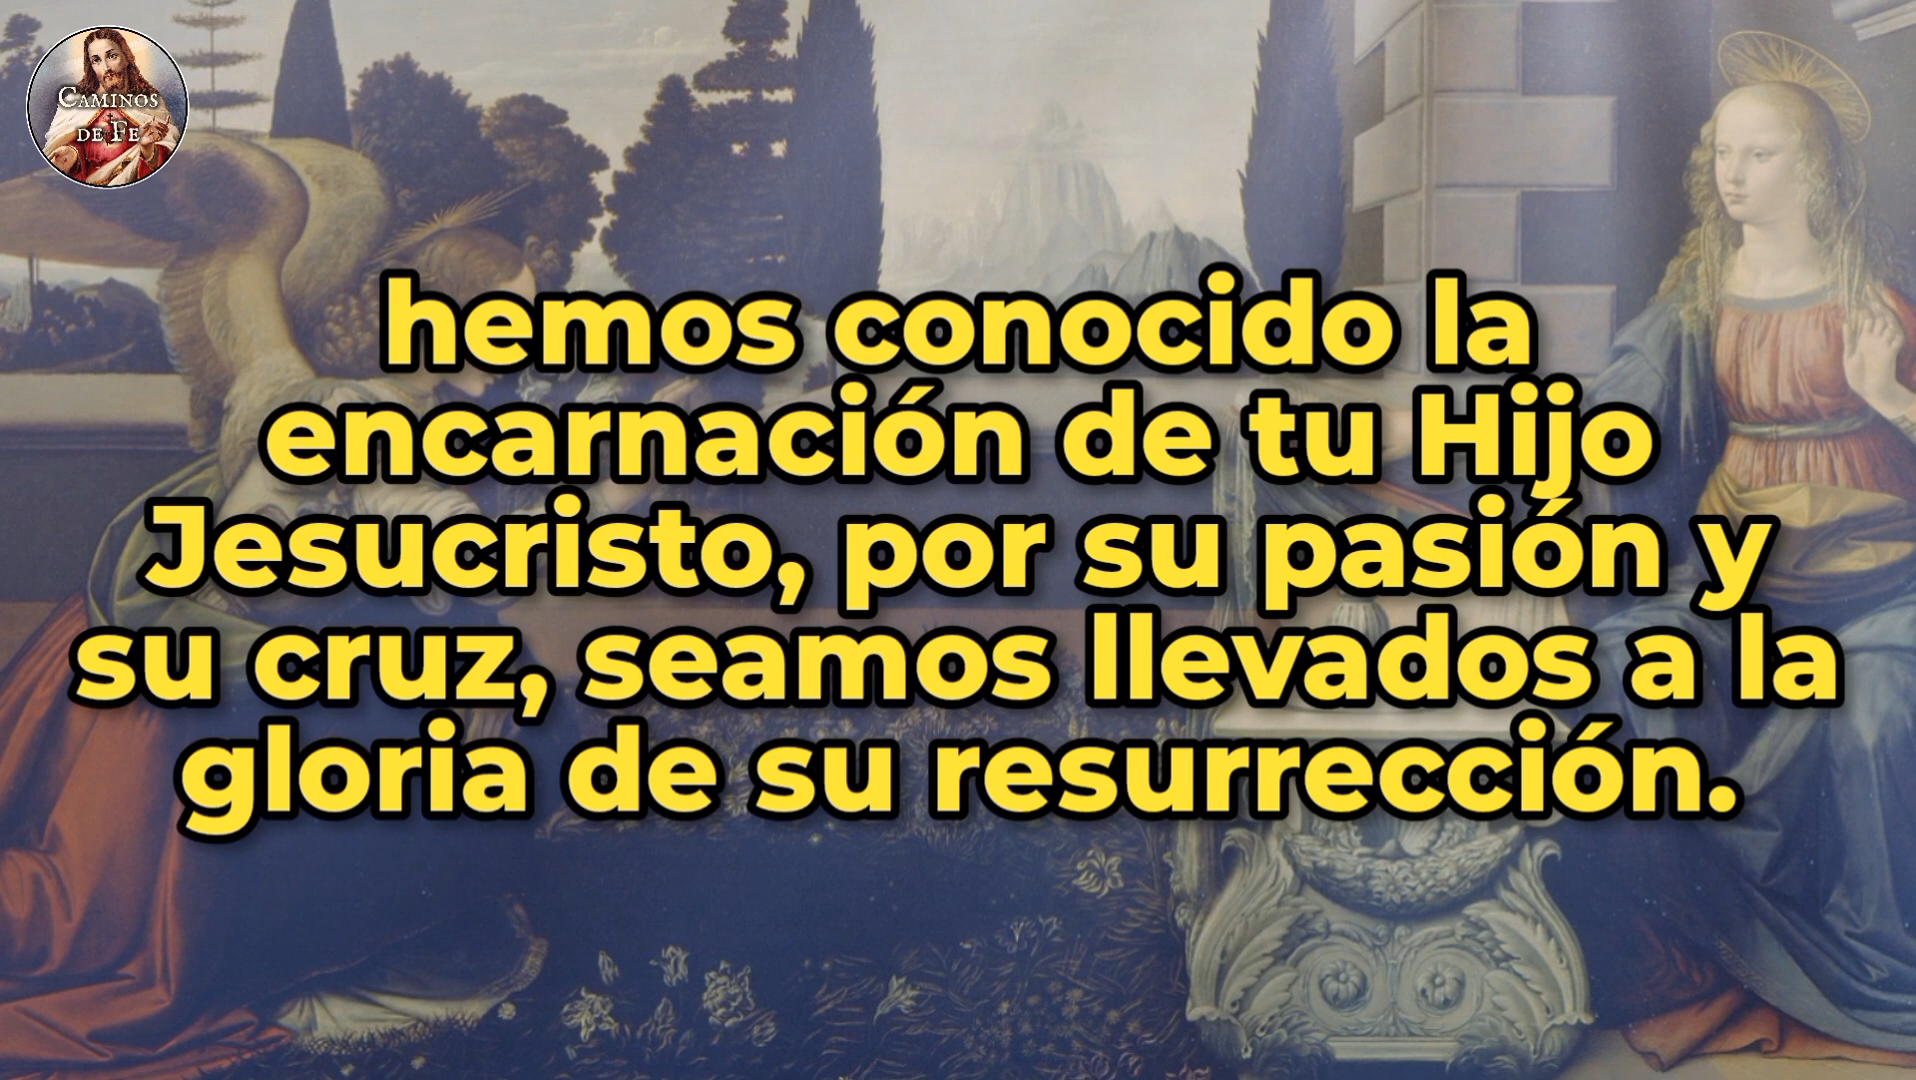 CAMINOS
DE FE
hemos conocido la
encarnación de tu Hijo
Jesucristo, por su pasión y
su cruz, seamos llevados a la
gloria de su resurrección.